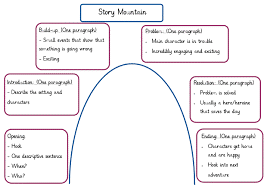 Story Mountain
Build-up...(One paragraph)
- Small events that show that
something is going wrong
- Exciting
Problem...(One paragraph)
- Main character is in trouble
- Incredibly engaging and
exciting
Introduction...(One paragraph)
- Describe the setting and
characters
Resolution...(One paragraph)
- Problem is solved
- Usually a hero/heroine
that saves the day
Opening
- Hook
- One descriptive sentence
- When?
- Who?
Ending...(One paragraph)
- Characters get home
and are happy
- Hook into next
adventure